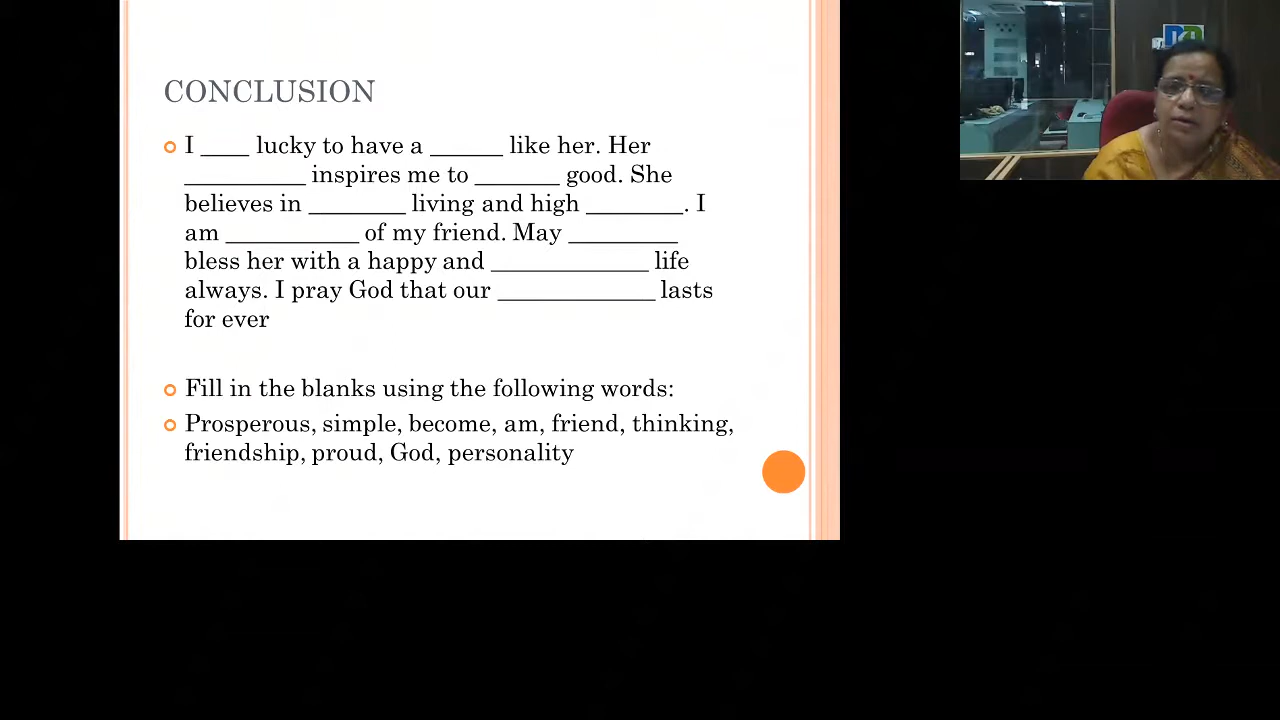 CONCLUSION
I ____ lucky to have a ______ like her. Her
__________ inspires me to _______ good. She
believes in ________ living and high ________. I
am ___________ of my friend. May _________
bless her with a happy and _____________ life
always. I pray God that our _____________ lasts
for ever
Fill in the blanks using the following words:
Prosperous, simple, become, am, friend, thinking,
friendship, proud, God, personality